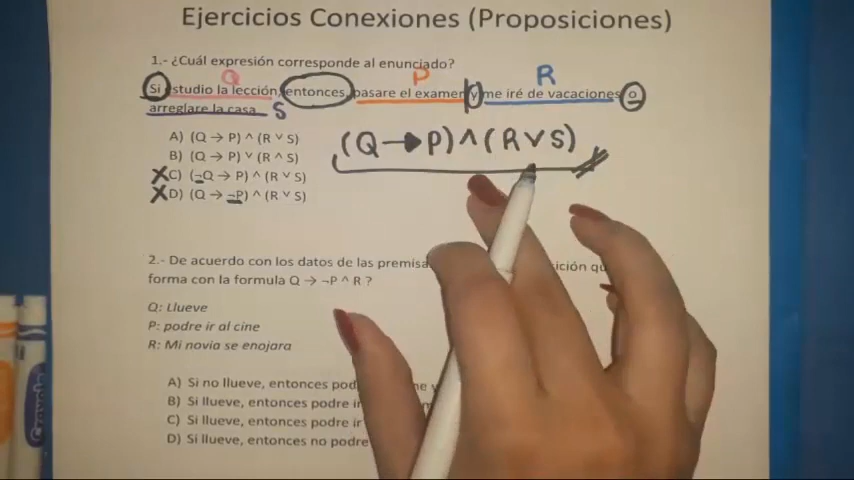 Ejercicios Conexiones (Proposiciones)
1.- ¿Cuál expresión corresponde al enunciado?
Q P R
Si estudio la lección, entonces, pasare el examen y me iré de vacaciones o
arreglare la casa S
A) (Q → P) ^ (R ˅ S)
B) (Q → P) ˅ (R ^ S)
C) (¬Q → P) ^ (R ˅ S)
D) (Q → ¬P) ^ (R ˅ S)
(Q → P) ^ (R ˅ S)
2.- De acuerdo con los datos de las premisa
forma con la formula Q → ¬P ^ R ?
Q: Llueve
P: podre ir al cine
R: Mi novia se enojara
A) Si no llueve, entonces
B) Si llueve, entonces podre ir
C) Si llueve, entonces podre ir
D) Si llueve, entonces no podre
Crayola